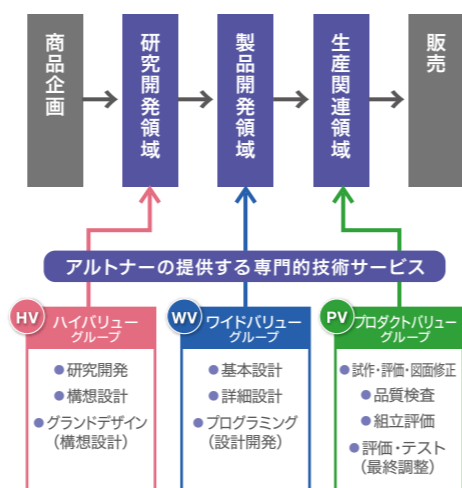 商品企画
研究開発領域
製品開発領域
生産関連領域
販売
アルトナーの提供する専門的技術サービス
HV
ハイバリュー
グループ
●研究開発
●構想設計
●グランドデザイン
(構想設計)
WV
ワイドバリュー
グループ
●基本設計
●詳細設計
●プログラミング
(設計開発)
PV
プロダクトバリュー
グループ
●試作・評価・図面修正
●品質検査
●組立評価
●評価・テスト
(最終調整)